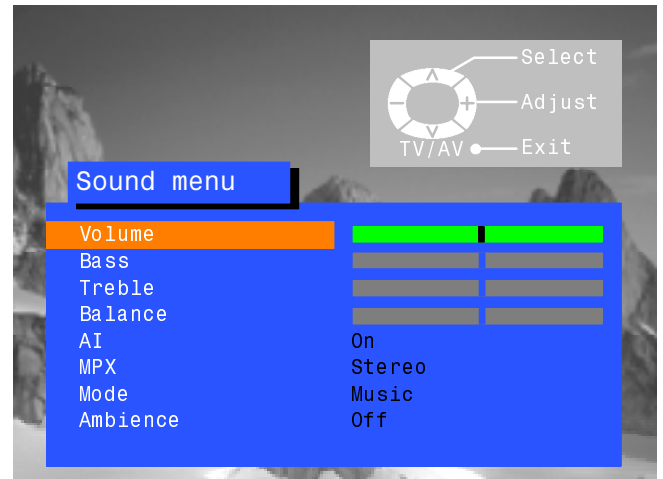 Select
Adjust
TV/AV Exit
Sound menu
Volume
Bass
Treble
Balance
AI On
MPX Stereo
Mode Music
Ambience Off